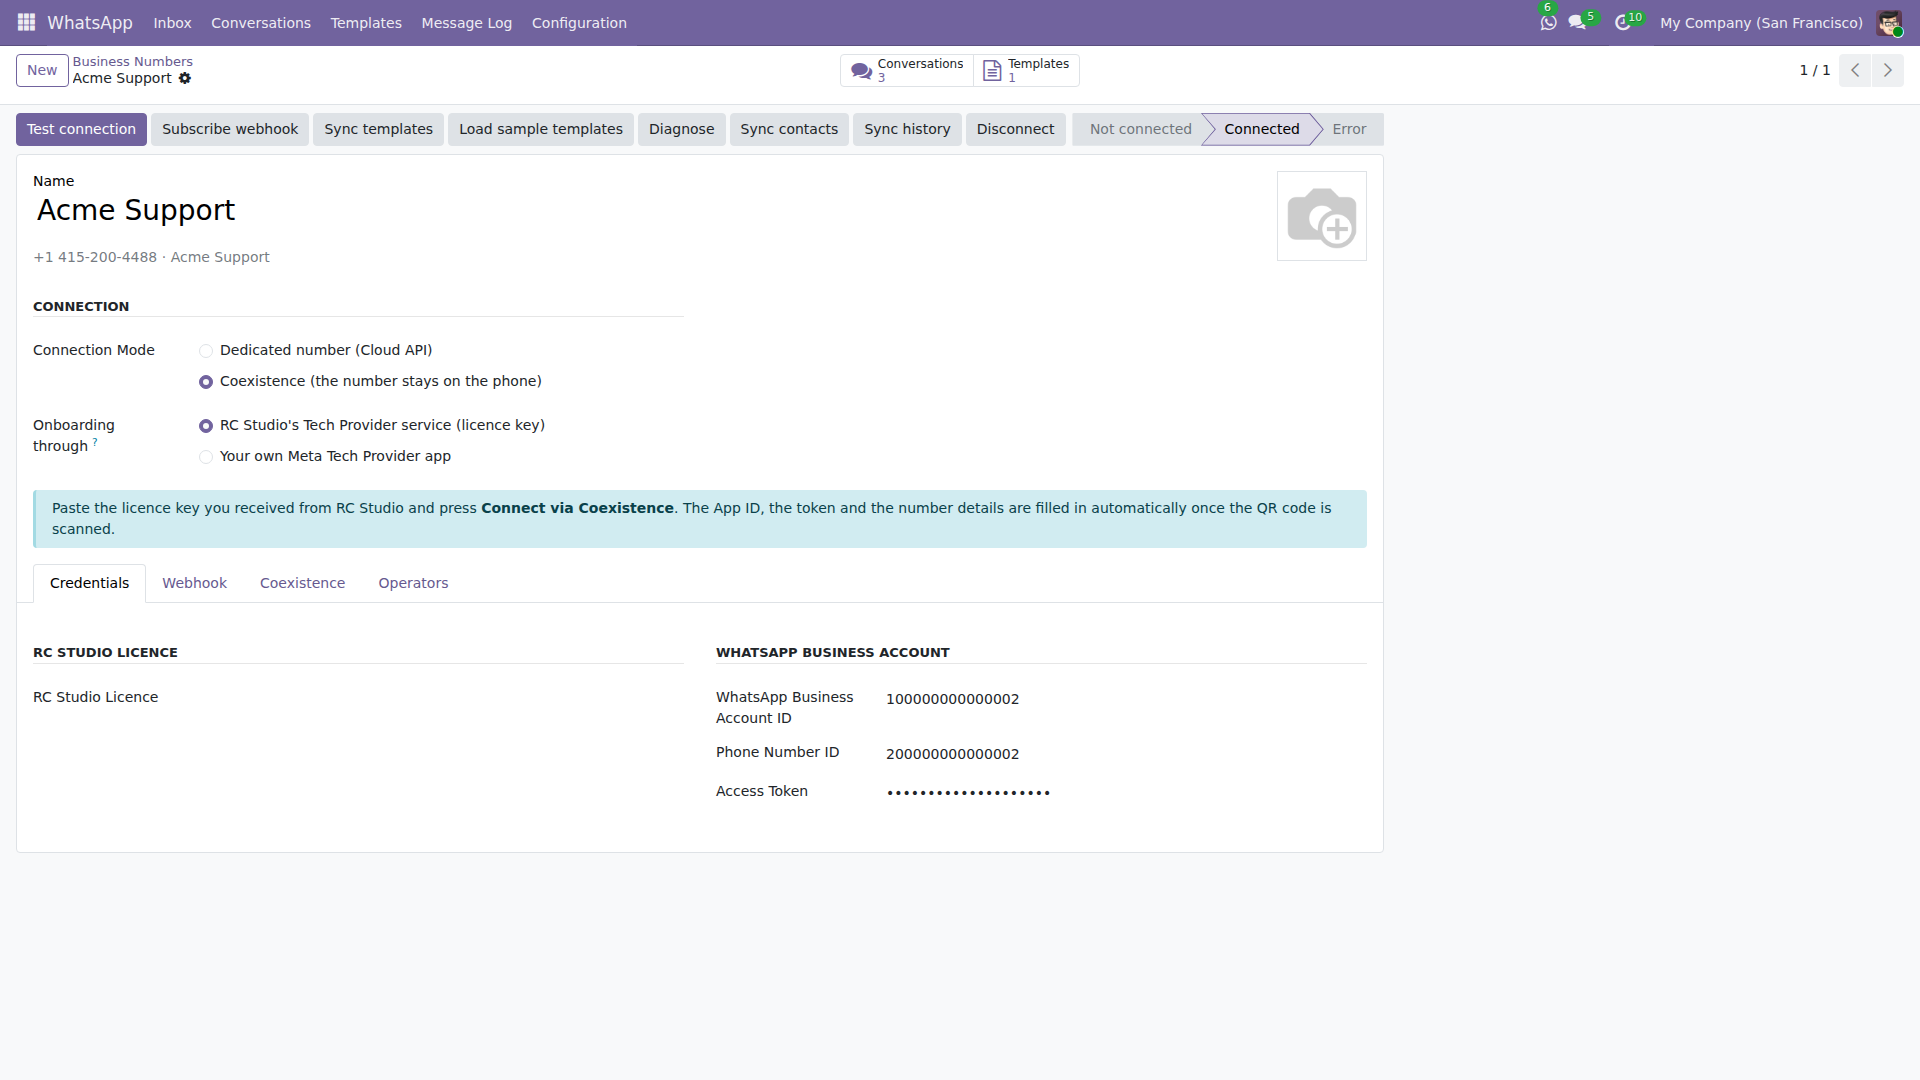 WhatsApp Inbox Conversations Templates Message Log Configuration 6 5 10 My Company (San Francisco)
New Business Numbers
Acme Support
Conversations 3 Templates 1
1 / 1
Test connection Subscribe webhook Sync templates Load sample templates Diagnose Sync contacts Sync history Disconnect Not connected Connected Error
Name
Acme Support
+1 415-200-4488 · Acme Support
CONNECTION
Connection Mode Dedicated number (Cloud API)
Coexistence (the number stays on the phone)
Onboarding through ? RC Studio's Tech Provider service (licence key)
Your own Meta Tech Provider app
Paste the licence key you received from RC Studio and press Connect via Coexistence. The App ID, the token and the number details are filled in automatically once the QR code is
scanned.
Credentials Webhook Coexistence Operators
RC STUDIO LICENCE
RC Studio Licence
WHATSAPP BUSINESS ACCOUNT
WhatsApp Business Account ID 100000000000002
Phone Number ID 200000000000002
Access Token ••••••••••••••••••••